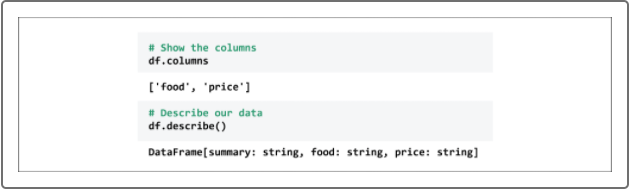 # Show the columns
df.columns
['food', 'price']
# Describe our data
df.describe()
DataFrame[summary: string, food: string, price: string]